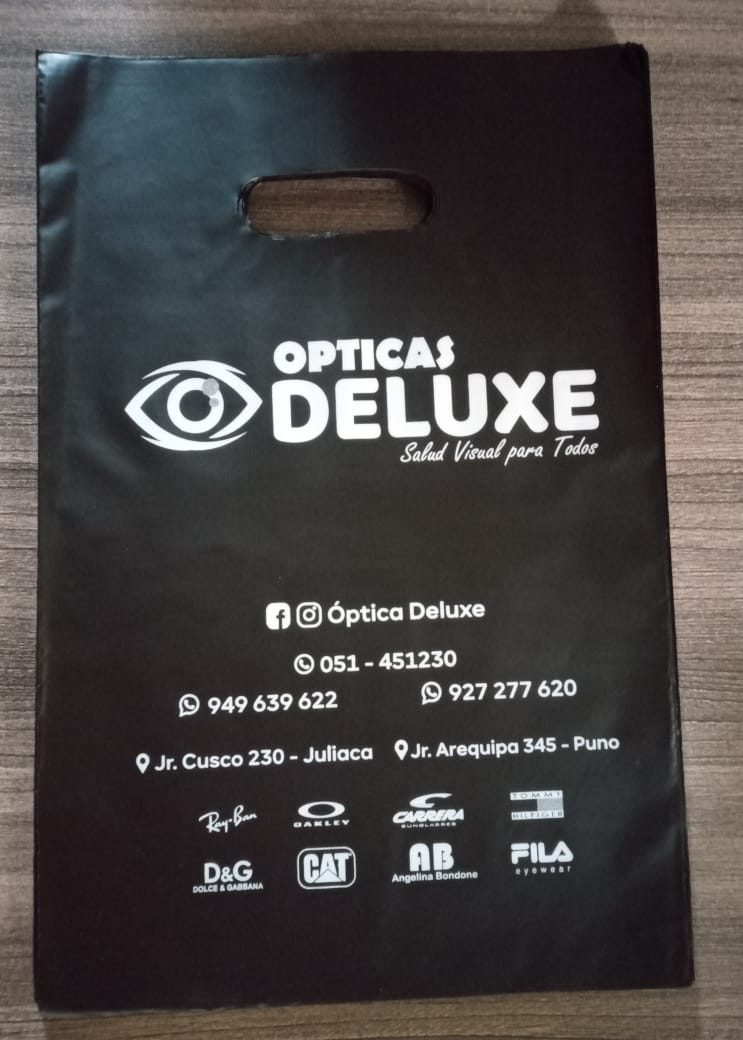 OPTICAS
DELUXE
Salud Visual para Todos
Óptica Deluxe
051 - 451230
949 639 622 927 277 620
Jr. Cusco 230 - Juliaca Jr. Arequipa 345 - Puno
Ray-Ban OAKLEY CARRERA SUNGLASSES TOMMY HILFIGER
D&G DOLCE & GABBANA CAT AB Angelina Bondone FILA eyewear